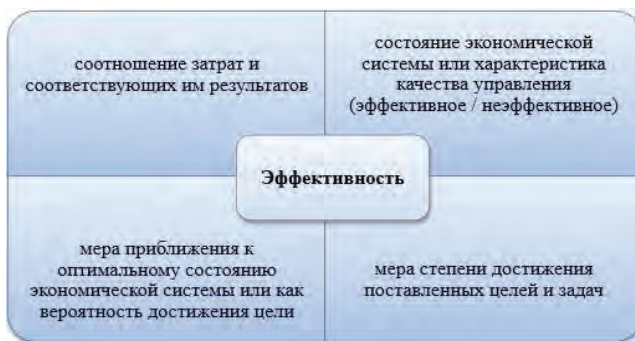 соотношение затрат и
соответствующих им результатов
состояние экономической
системы или характеристика
качества управления
(эффективное / неэффективное)
Эффективность
мера приближения к
оптимальному состоянию
экономической системы или как
вероятность достижения цели
мера степени достижения
поставленных целей и задач